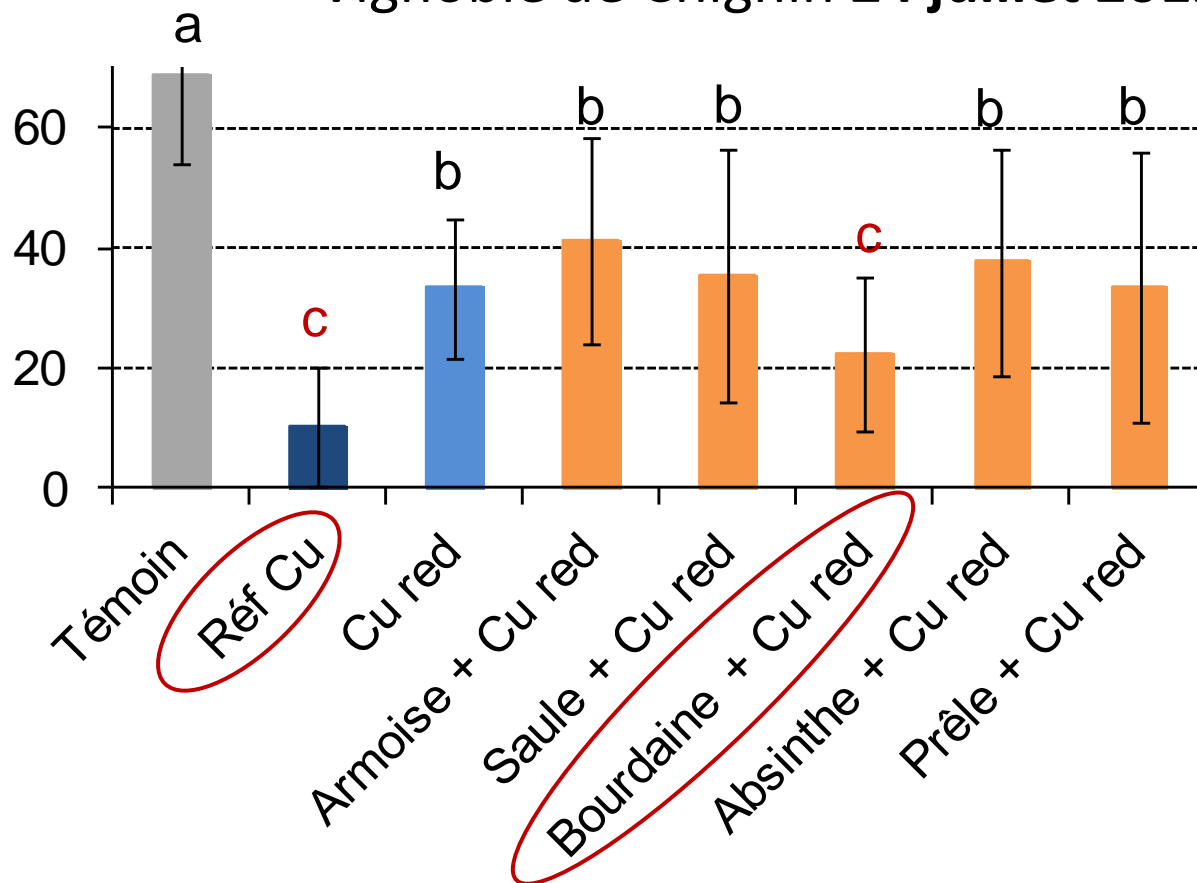 a
60
b
b
b
b
b
40
c
c
20
0
Témoin
Réf Cu
Cu red
Armoise + Cu red
Saule + Cu red
Bourdaine + Cu red
Absinthe + Cu red
Prêle + Cu red